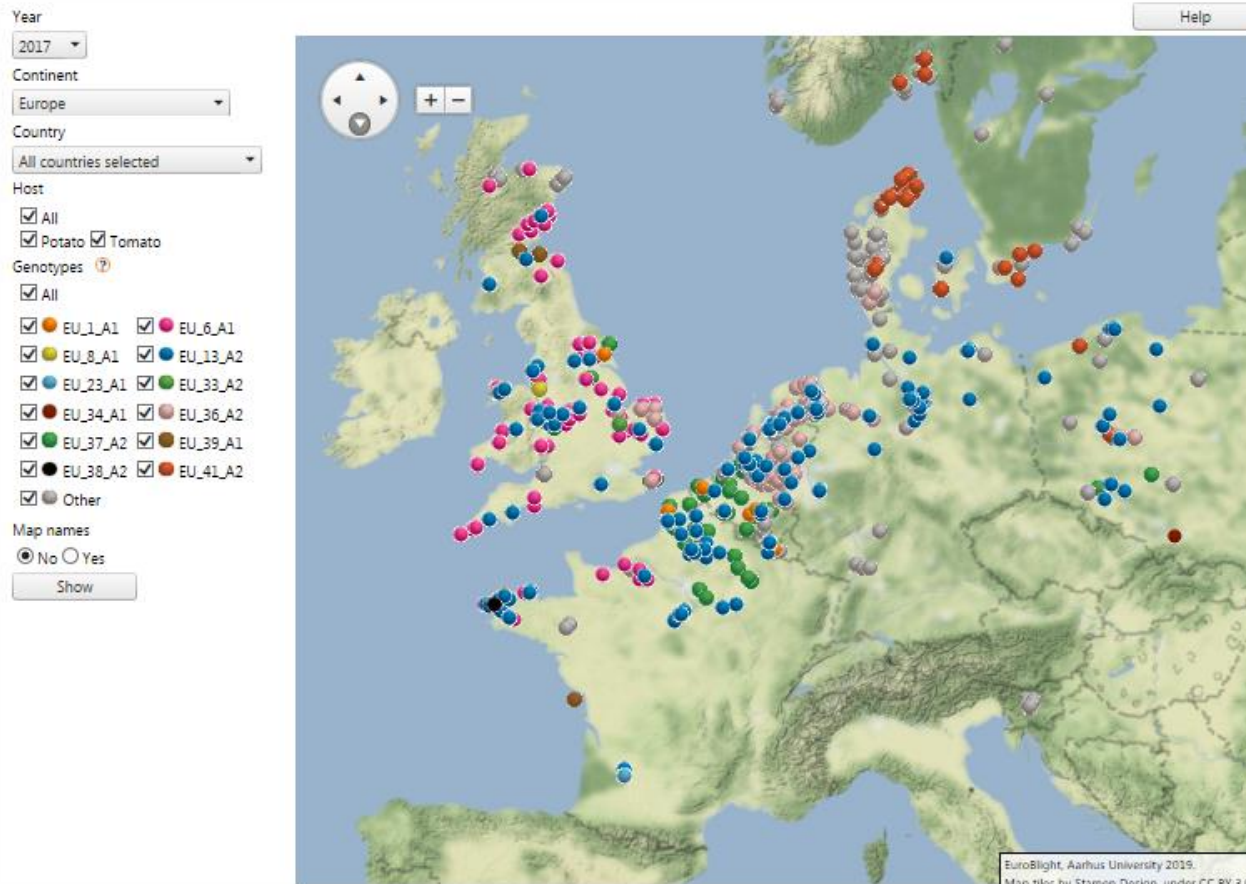 Year
Help
2017
Continent
Europe
Country
All countries selected
Host
All
Potato Tomato
Genotypes ?
All
EU_1_A1 EU_6_A1
EU_8_A1 EU_13_A2
EU_23_A1 EU_33_A2
EU_34_A1 EU_36_A2
EU_37_A2 EU_39_A1
EU_38_A2 EU_41_A2
Other
Map names
No Yes
Show
EuroBlight, Aarhus University 2019.
Map tiles by Stamen Design, under CC BY 3.0